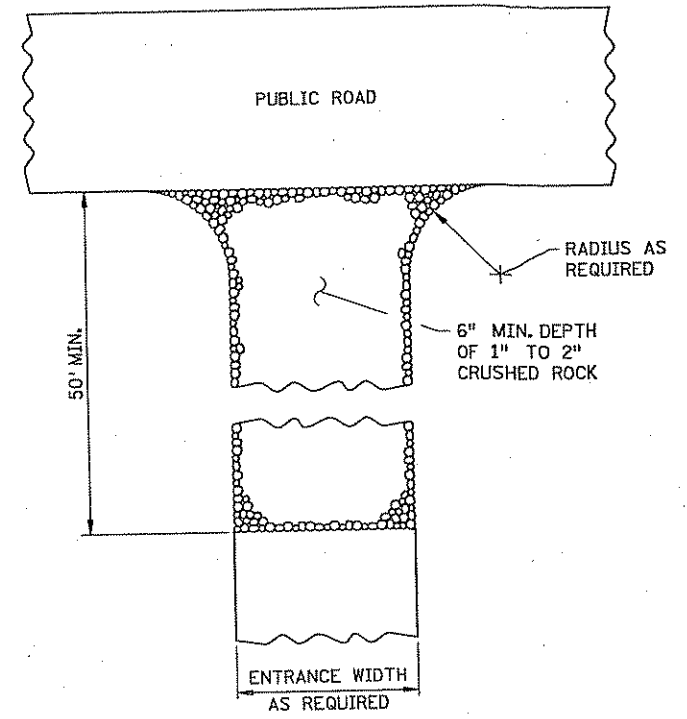 PUBLIC ROAD
RADIUS AS
REQUIRED
6" MIN. DEPTH
OF 1" TO 2"
CRUSHED ROCK
50' MIN.
ENTRANCE WIDTH
AS REQUIRED